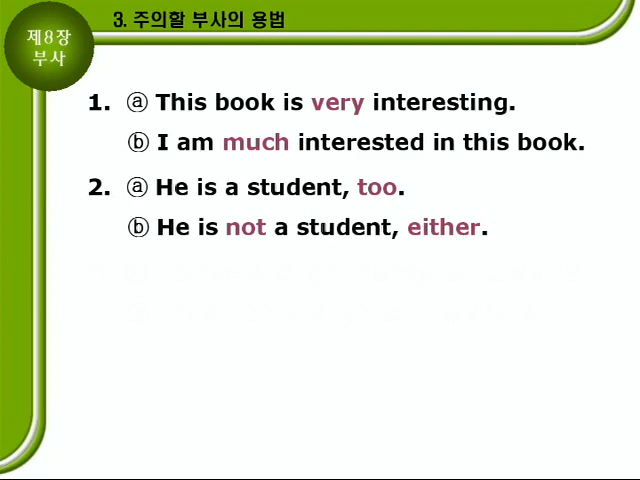 제8장
부사
3. 주의할 부사의 용법
1. ⓐ This book is very interesting.
ⓑ I am much interested in this book.
2. ⓐ He is a student, too.
ⓑ He is not a student, either.